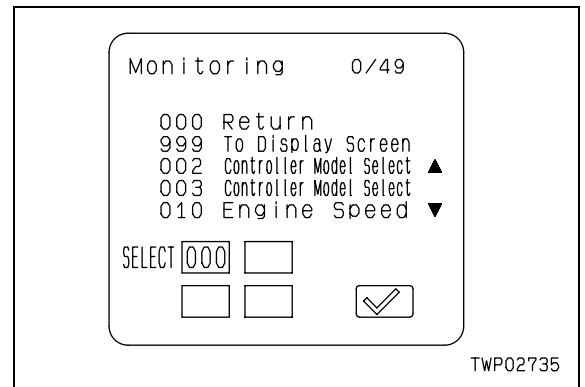 Monitoring 0/49
000 Return
999 To Display Screen
002 Controller Model Select ▲
003 Controller Model Select
010 Engine Speed ▼
SELECT 000
TWP02735